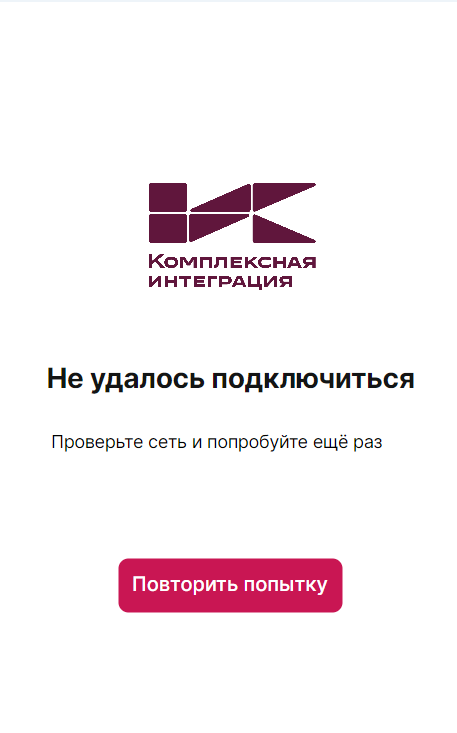 Комплексная
интеграция
Не удалось подключиться
Проверьте сеть и попробуйте ещё раз
Повторить попытку